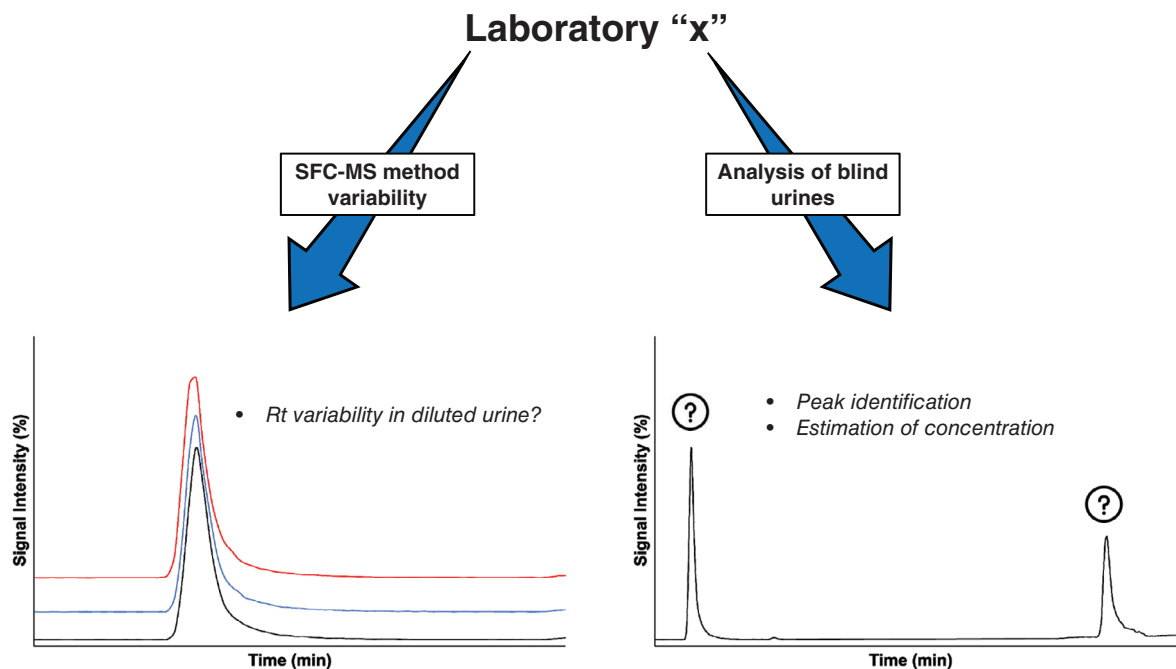 Laboratory “x”
SFC-MS method
variability
Analysis of blind
urines
Signal Intensity (%)
• Rt variability in diluted urine?
Time (min)
Signal Intensity (%)
?
• Peak identification
• Estimation of concentration
?
Time (min)